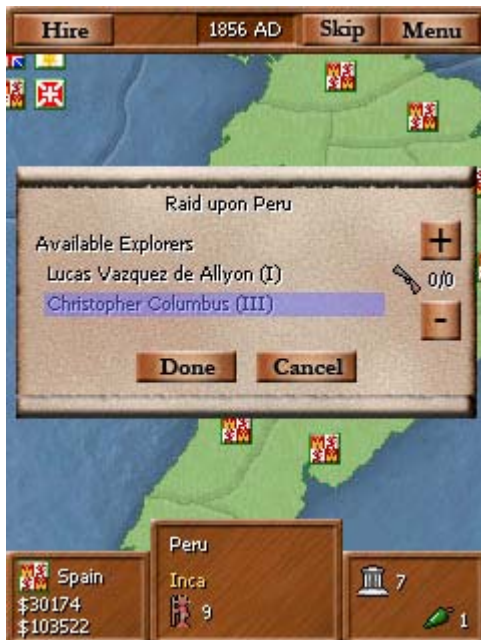 Hire 1856 AD Skip Menu
Raid upon Peru
Available Explorers
Lucas Vazquez de Allyon (I)
Christopher Columbus (III)
+
0/0
-
Done Cancel
Peru
Spain Inca 7
$30174 9
$103522 1